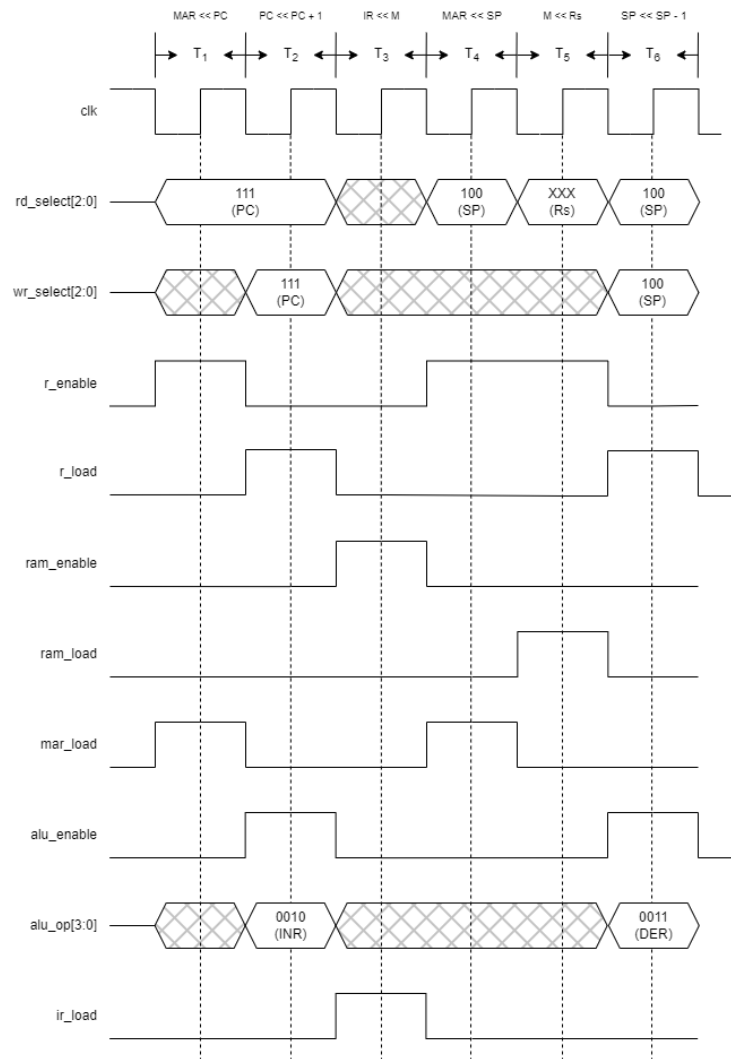 MAR << PC PC << PC + 1 IR << M MAR << SP M << Rs SP << SP - 1
T1 T2 T3 T4 T5 T6
clk
rd_select[2:0]
111
(PC)
100
(SP)
XXX
(Rs)
100
(SP)
wr_select[2:0]
111
(PC)
100
(SP)
r_enable
r_load
ram_enable
ram_load
mar_load
alu_enable
alu_op[3:0]
0010
(INR)
0011
(DER)
ir_load